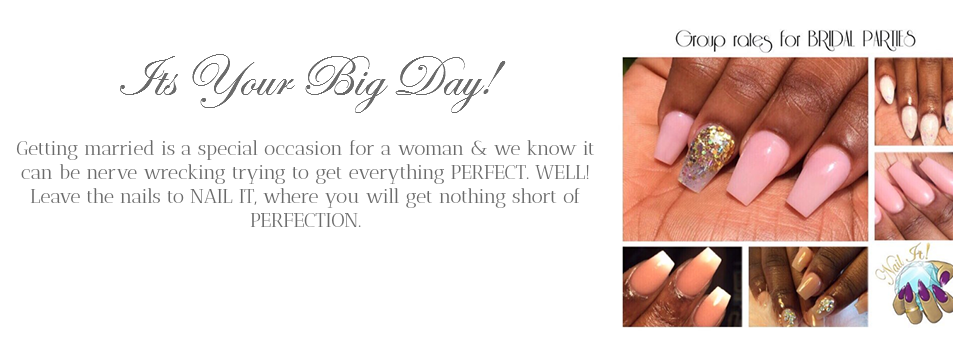 Its Your Big Day!
Getting married is a special occasion for a woman & we know it
can be nerve wrecking trying to get everything PERFECT. WELL!
Leave the nails to NAIL IT, where you will get nothing short of
PERFECTION.
Group rates for BRIDAL PARTIES
Nail It!